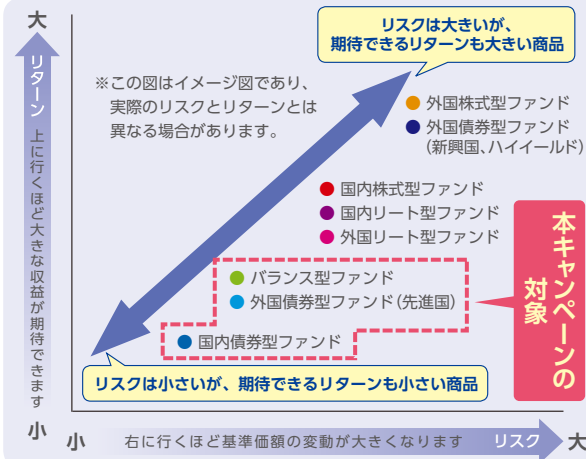 大
リターン
上に行くほど大きな収益が期待できます
小
リスクは大きいが、
期待できるリターンも大きい商品
※この図はイメージ図であり、
実際のリスクとリターンとは
異なる場合があります。
外国株式型ファンド
外国債券型ファンド
(新興国、ハイイールド)
国内株式型ファンド
国内リート型ファンド
外国リート型ファンド
バランス型ファンド
外国債券型ファンド(先進国)
国内債券型ファンド
本キャンペーンの
対象
リスクは小さいが、期待できるリターンも小さい商品
小
右に行くほど基準価額の変動が大きくなります
リスク
大